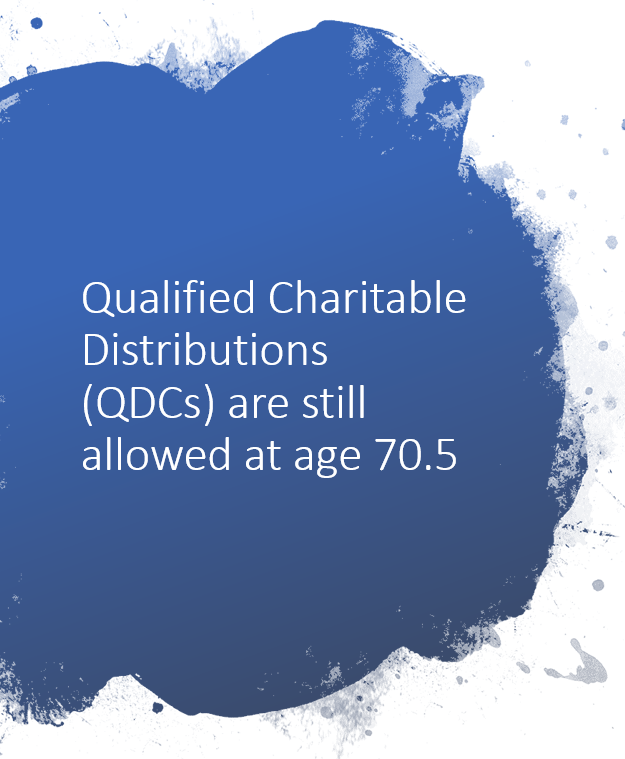 Qualified Charitable
Distributions
(QDCs) are still
allowed at age 70.5